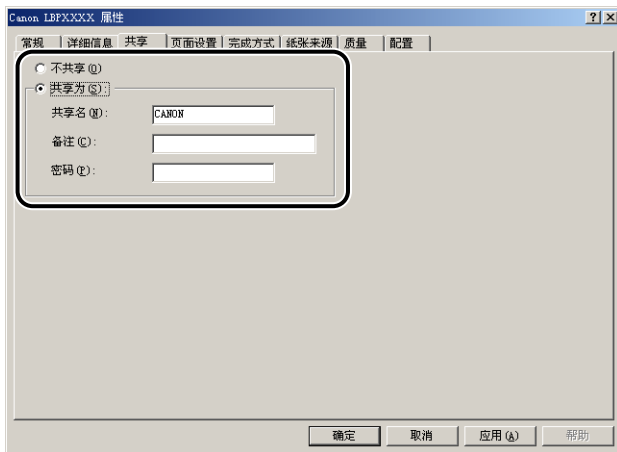 Canon LBPXXXX 属性
常规 详细信息 共享 页面设置 完成方式 纸张来源 质量 配置
不共享(O)
共享为(S):
共享名(N): CANON
备注(C):
密码(P):
确定 取消 应用(A) 帮助